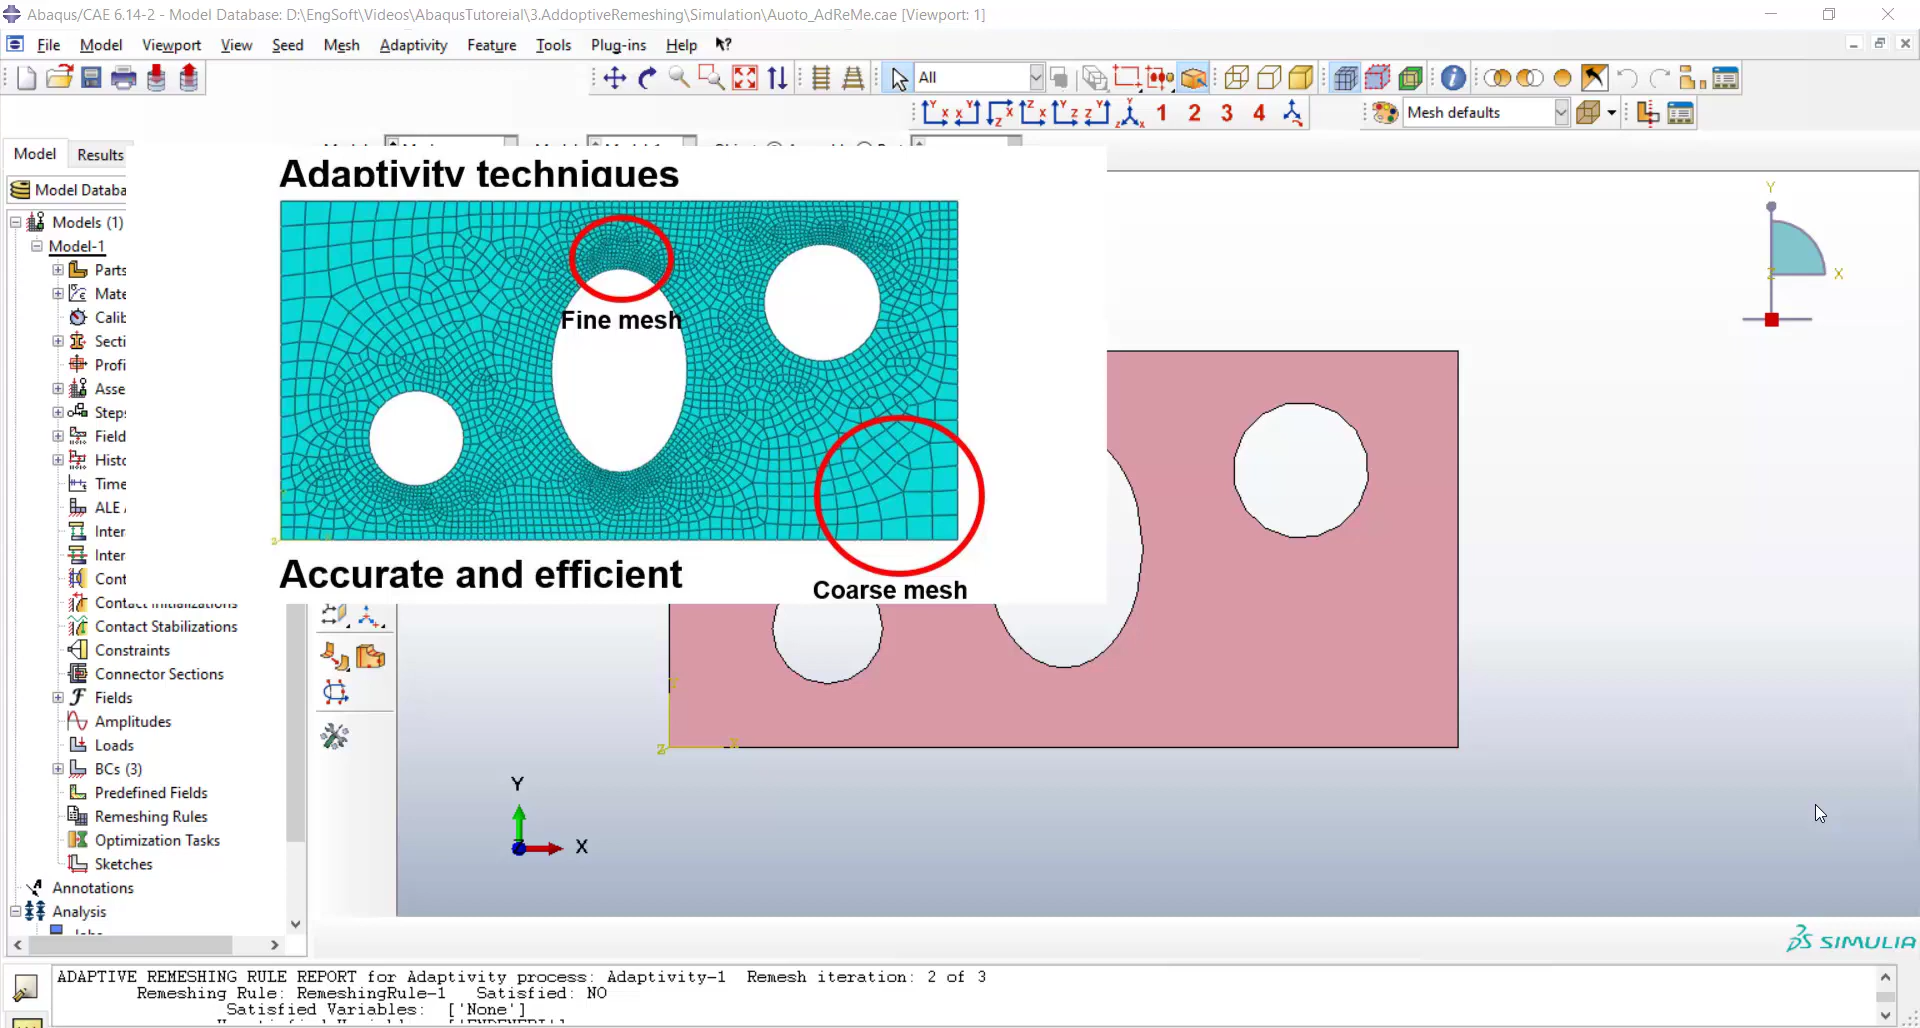 Abaqus/CAE 6.14-2 - Model Database: D:\EngSoft\Videos\AbaqusTutoreial\3.AddoptiveRemeshing\Simulation\Auoto_AdReMe.cae [Viewport: 1]
File Model Viewport View Seed Mesh Adaptivity Feature Tools Plug-ins Help
All
1 2 3 4
Mesh defaults
Model Results
Model Databa
Models (1)
Model-1
Parts
Mate
Calib
Secti
Profi
Asse
Steps
Field
Histo
Time
ALE
Inter
Inter
Cont
Contact Initializations
Contact Stabilizations
Constraints
Connector Sections
Fields
Amplitudes
Loads
BCs (3)
Predefined Fields
Remeshing Rules
Optimization Tasks
Sketches
Annotations
Analysis
Adaptivity techniques
Fine mesh
Accurate and efficient
Coarse mesh
Y
X
Z
Y
X
Z
SIMULIA
ADAPTIVE REMESHING RULE REPORT for Adaptivity process: Adaptivity-1 Remesh iteration: 2 of 3
Remeshing Rule: RemeshingRule-1 Satisfied: NO
Satisfied Variables: ['None']